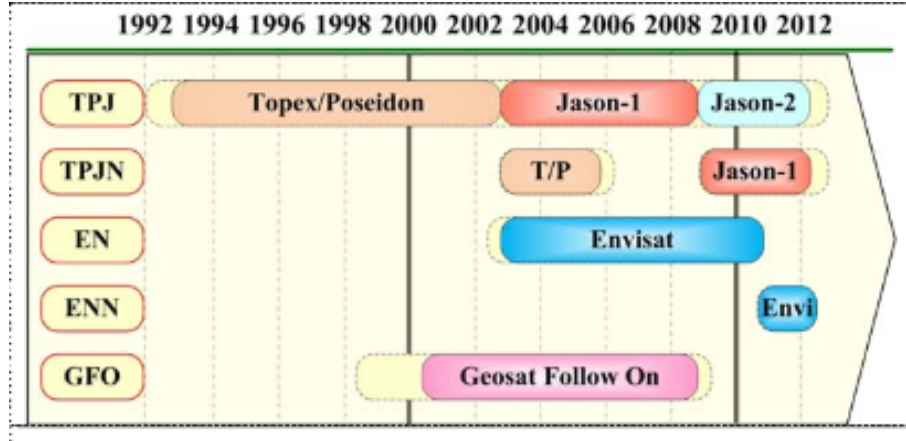 1992 1994 1996 1998 2000 2002 2004 2006 2008 2010 2012
TPJ Topex/Poseidon Jason-1 Jason-2
TPJN T/P Jason-1
EN Envisat
ENN Envi
GFO Geosat Follow On